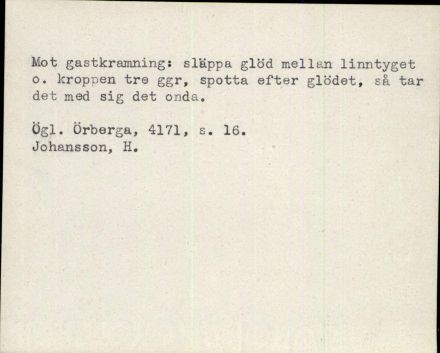 Mot gastkramning: släppa glöd mellan linntyget
o. kroppen tre ggr, spotta efter glödet, så tar
det med sig det onda.
Ögl. Örberga, 4171, s. 16.
Johansson, H.